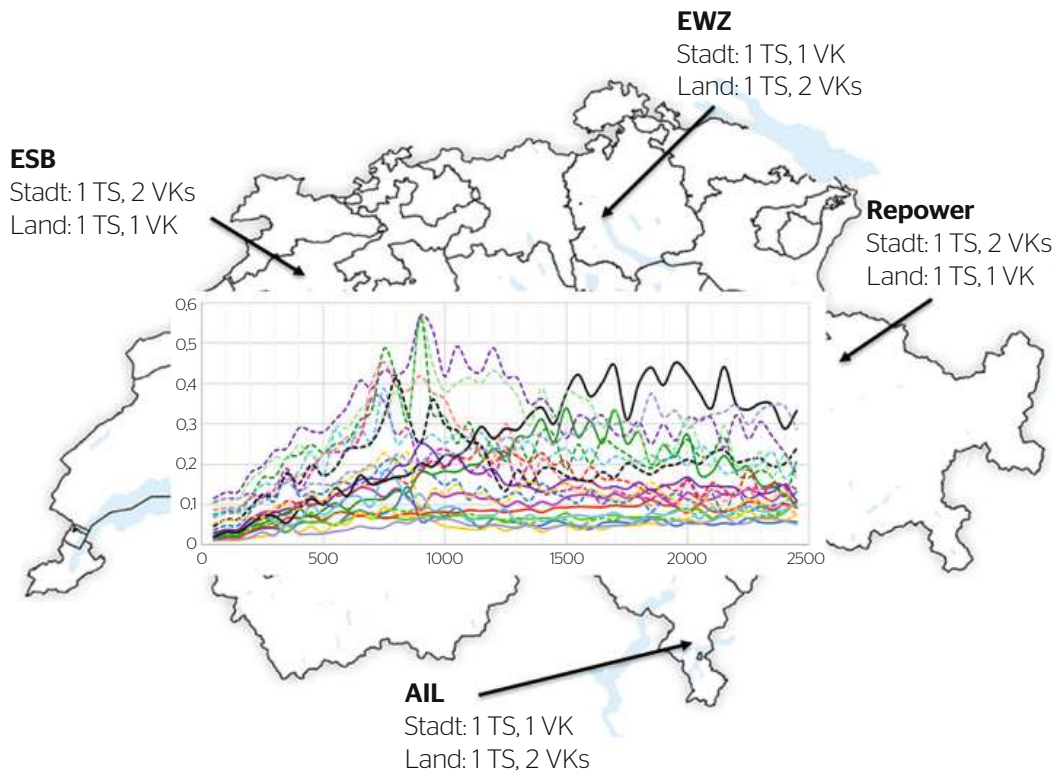 EWZ
Stadt: 1 TS, 1 VK
Land: 1 TS, 2 VKs
ESB
Stadt: 1 TS, 2 VKs
Land: 1 TS, 1 VK
Repower
Stadt: 1 TS, 2 VKs
Land: 1 TS, 1 VK
0,6
0,5
0,4
0,3
0,2
0,1
0
0 500 1000 1500 2000 2500
AIL
Stadt: 1 TS, 1 VK
Land: 1 TS, 2 VKs